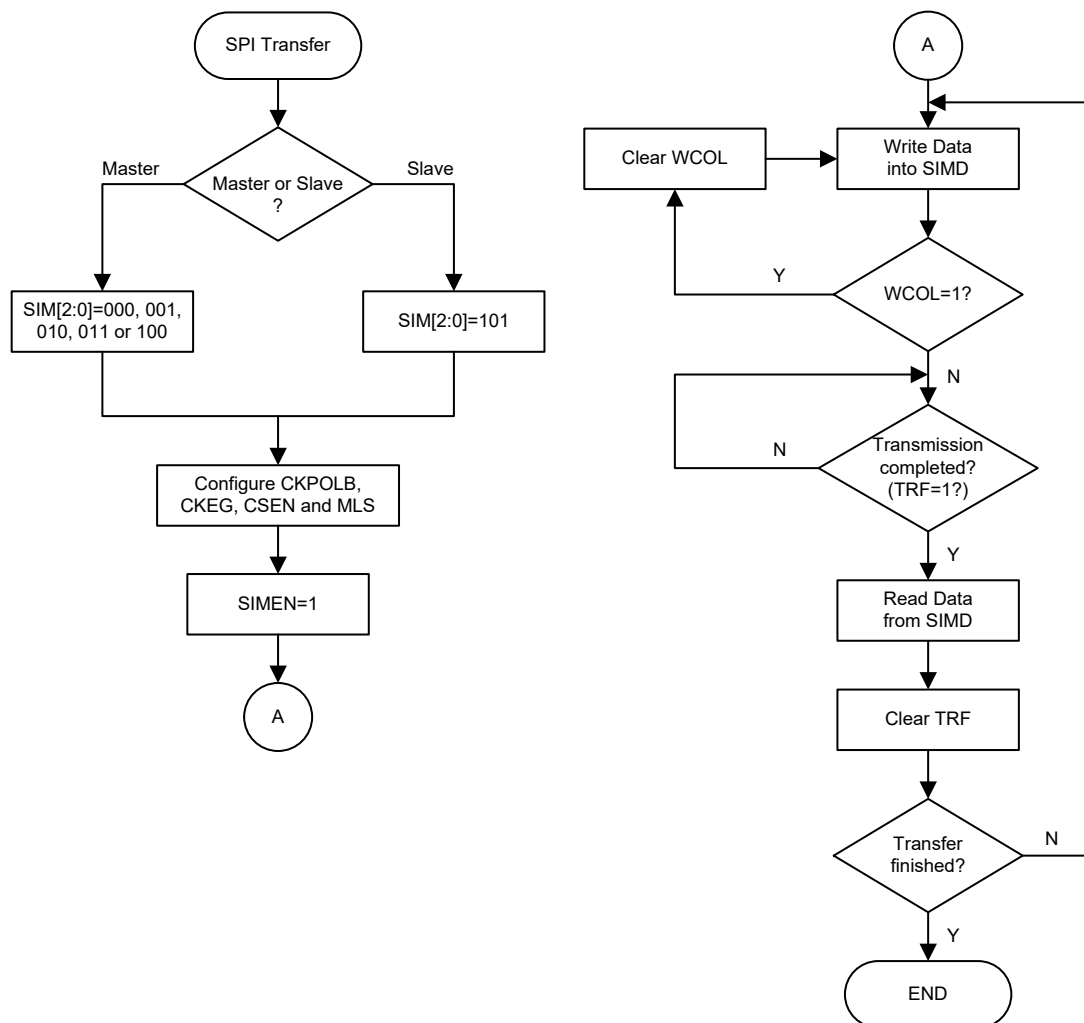 SPI Transfer
Master or Slave
?
Master
Slave
SIM[2:0]=000, 001,
010, 011 or 100
SIM[2:0]=101
Configure CKPOLB,
CKEG, CSEN and MLS
SIMEN=1
A
A
Write Data
into SIMD
Clear WCOL
WCOL=1?
Y
N
Transmission
completed?
(TRF=1?)
N
Y
Read Data
from SIMD
Clear TRF
Transfer
finished?
N
Y
END